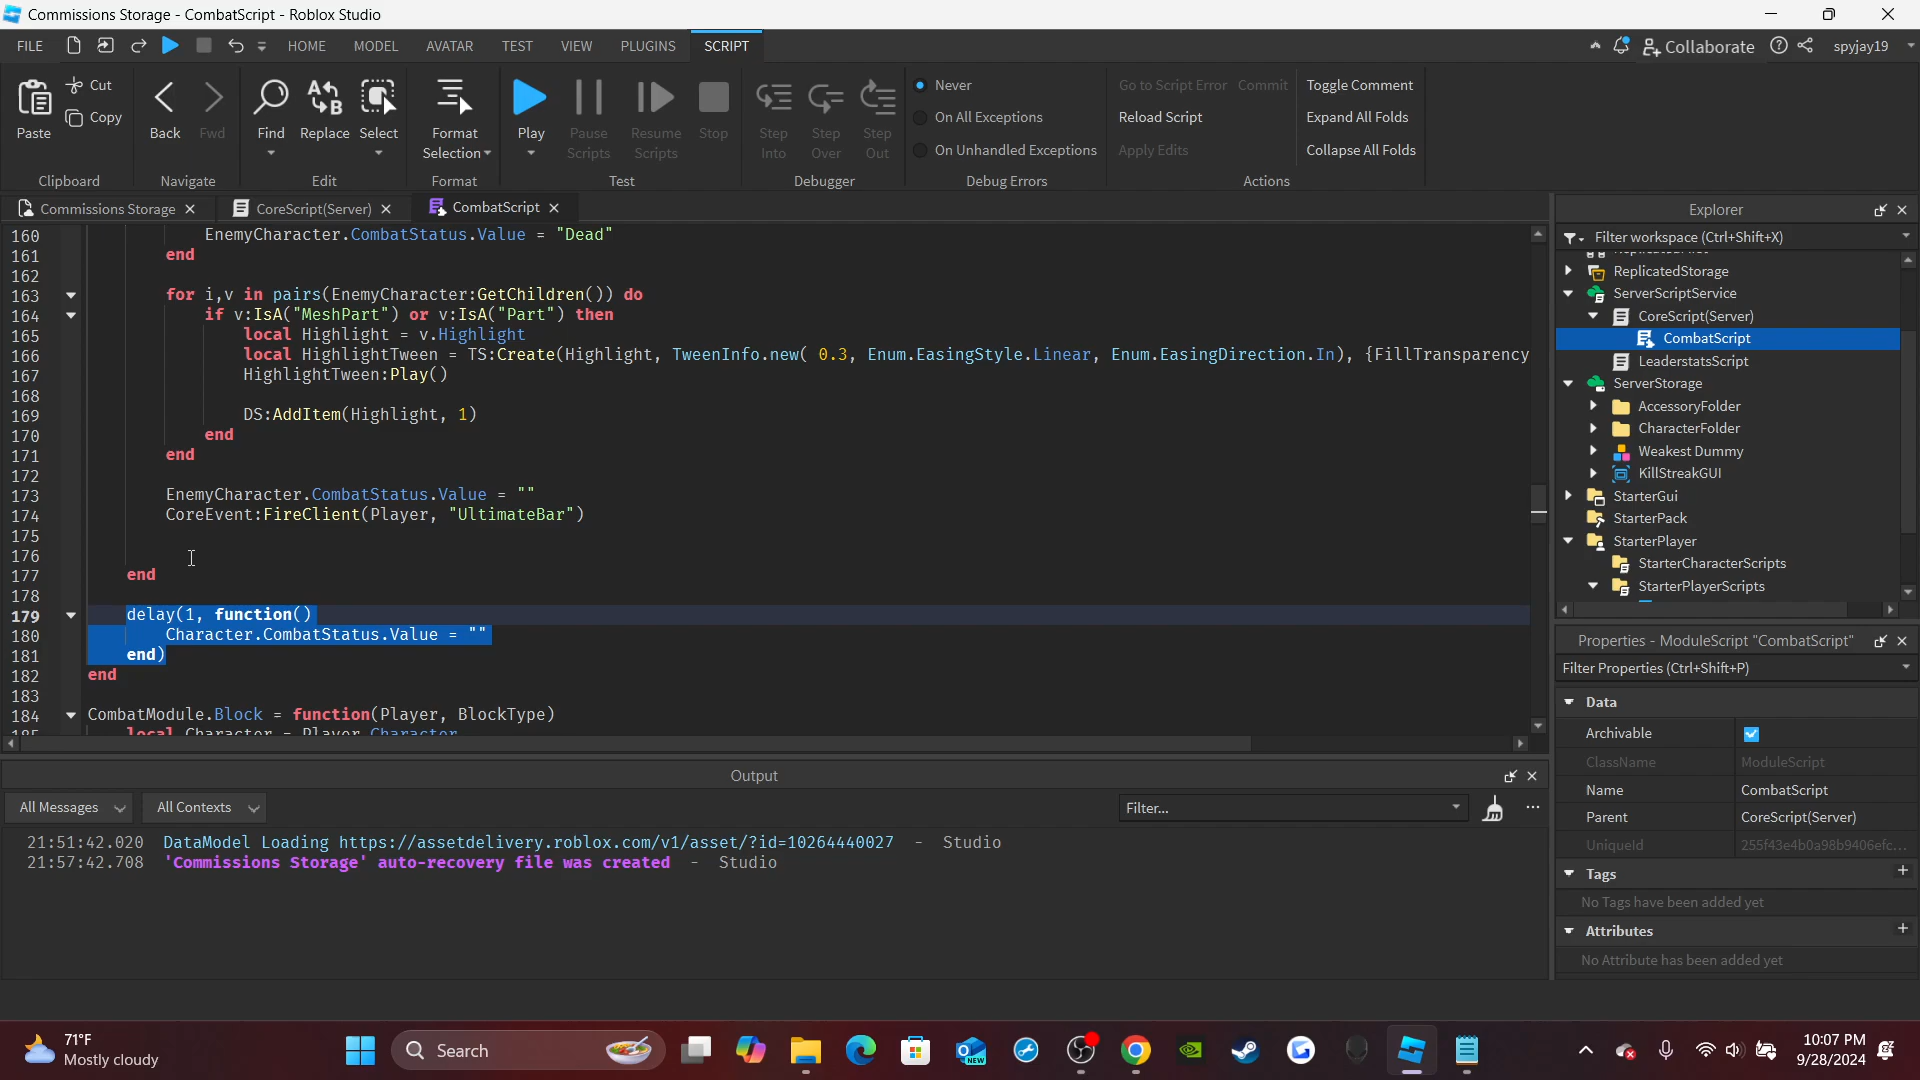 Commissions Storage - CombatScript - Roblox Studio
FILE HOME MODEL AVATAR TEST VIEW PLUGINS SCRIPT Collaborate spyjay19
Paste Cut Copy Clipboard
Back Fwd Navigate
Find Replace Select Edit
Format Selection Format
Play Pause Scripts Resume Scripts Stop Test
Step Into Step Over Step Out Debugger
Never
On All Exceptions
On Unhandled Exceptions
Debug Errors
Go to Script Error Commit
Reload Script
Apply Edits
Toggle Comment
Expand All Folds
Collapse All Folds
Actions
Commissions Storage CoreScript(Server) CombatScript
160 EnemyCharacter.CombatStatus.Value = "Dead"
161 end
162
163 for i,v in pairs(EnemyCharacter:GetChildren()) do
164 if v:IsA("MeshPart") or v:IsA("Part") then
165 local Highlight = v.Highlight
166 local HighlightTween = TS:Create(Highlight, TweenInfo.new( 0.3, Enum.EasingStyle.Linear, Enum.EasingDirection.In), {FillTransparency
167 HighlightTween:Play()
168
169 DS:AddItem(Highlight, 1)
170 end
171 end
172
173 EnemyCharacter.CombatStatus.Value = ""
174 CoreEvent:FireClient(Player, "UltimateBar")
175
176
177 end
178
179 delay(1, function()
180 Character.CombatStatus.Value = ""
181 end)
182 end
183
184 CombatModule.Block = function(Player, BlockType)
185 local Character = Player.Character
Explorer
Filter workspace (Ctrl+Shift+X)
ReplicatedStorage
ServerScriptService
CoreScript(Server)
CombatScript
LeaderstatsScript
ServerStorage
AccessoryFolder
CharacterFolder
Weakest Dummy
KillStreakGUI
StarterGui
StarterPack
StarterPlayer
StarterCharacterScripts
StarterPlayerScripts
Properties - ModuleScript "CombatScript"
Filter Properties (Ctrl+Shift+P)
Data
Archivable
ClassName ModuleScript
Name CombatScript
Parent CoreScript(Server)
UniqueId 255f43e4b0a98b9406efc...
Tags
No Tags have been added yet
Attributes
No Attribute has been added yet
Output
All Messages All Contexts Filter...
21:51:42.020 DataModel Loading https://assetdelivery.roblox.com/v1/asset/?id=10264440027 - Studio
21:57:42.708 'Commissions Storage' auto-recovery file was created - Studio
71°F
Mostly cloudy
Search
NEW
10:07 PM
9/28/2024